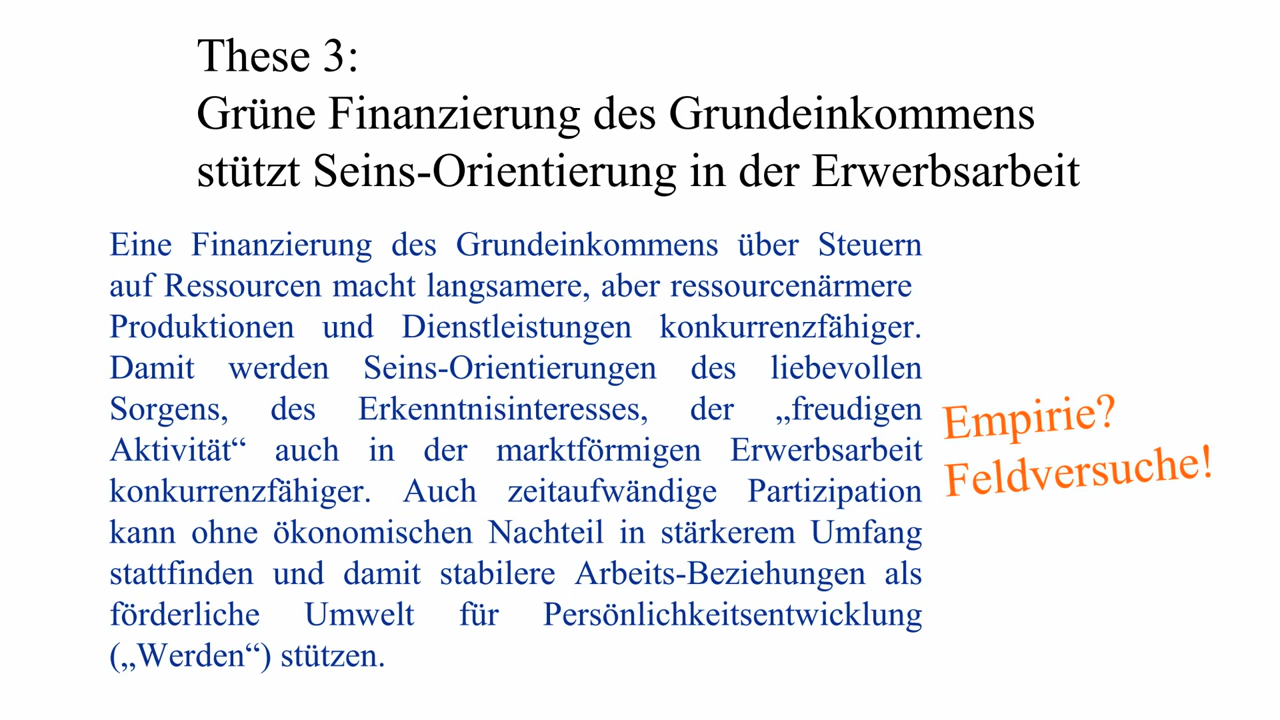 These 3:
Grüne Finanzierung des Grundeinkommens
stützt Seins-Orientierung in der Erwerbsarbeit
Eine Finanzierung des Grundeinkommens über Steuern
auf Ressourcen macht langsamere, aber ressourcenärmere
Produktionen und Dienstleistungen konkurrenzfähiger.
Damit werden Seins-Orientierungen des liebevollen
Sorgens, des Erkenntnisinteresses, der „freudigen
Aktivität“ auch in der marktförmigen Erwerbsarbeit
konkurrenzfähiger. Auch zeitaufwändige Partizipation
kann ohne ökonomischen Nachteil in stärkerem Umfang
stattfinden und damit stabilere Arbeits-Beziehungen als
förderliche Umwelt für Persönlichkeitsentwicklung
(„Werden“) stützen.
Empirie?
Feldversuche!